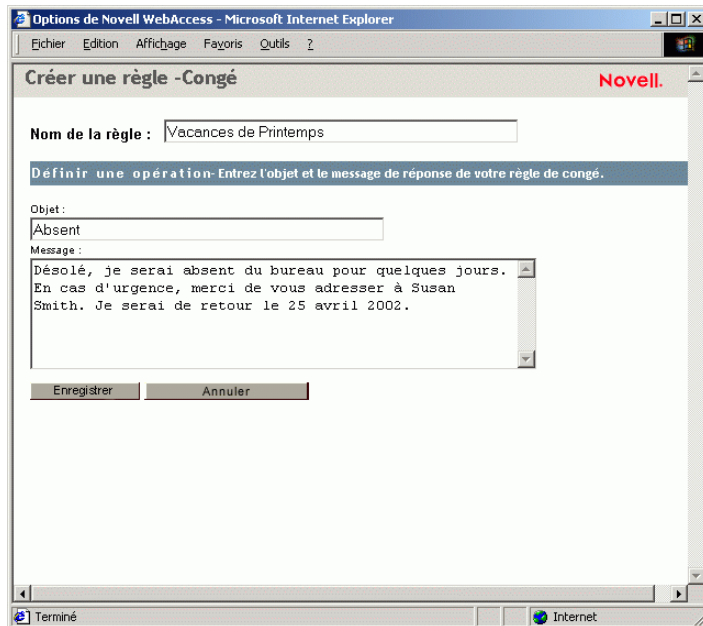 Options de Novell WebAccess - Microsoft Internet Explorer
Fichier Edition Affichage Favoris Outils ?
Créer une règle -Congé
Novell.
Nom de la règle : Vacances de Printemps
Définir une opération- Entrez l'objet et le message de réponse de votre règle de congé.
Objet :
Absent
Message :
Désolé, je serai absent du bureau pour quelques jours.
En cas d'urgence, merci de vous adresser à Susan
Smith. Je serai de retour le 25 avril 2002.
Enregistrer Annuler
Terminé Internet